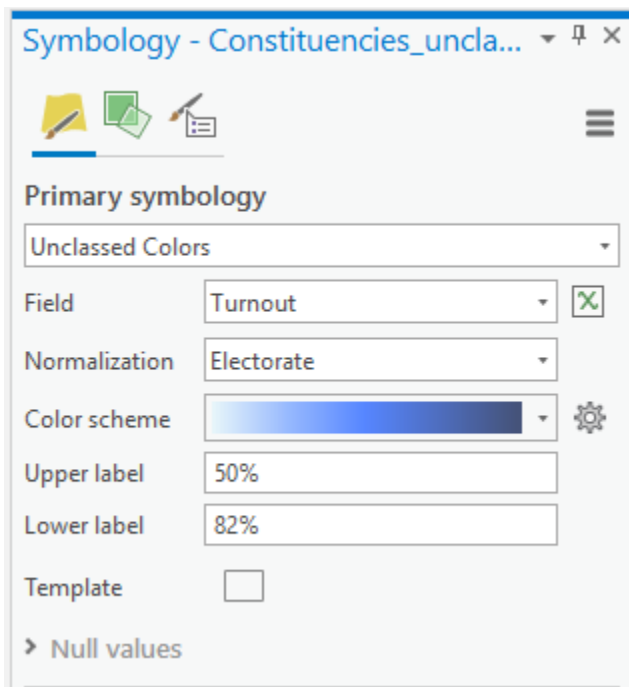 Symbology - Constituencies_uncla...
Primary symbology
Unclassed Colors
Field Turnout
Normalization Electorate
Color scheme
Upper label 50%
Lower label 82%
Template
Null values